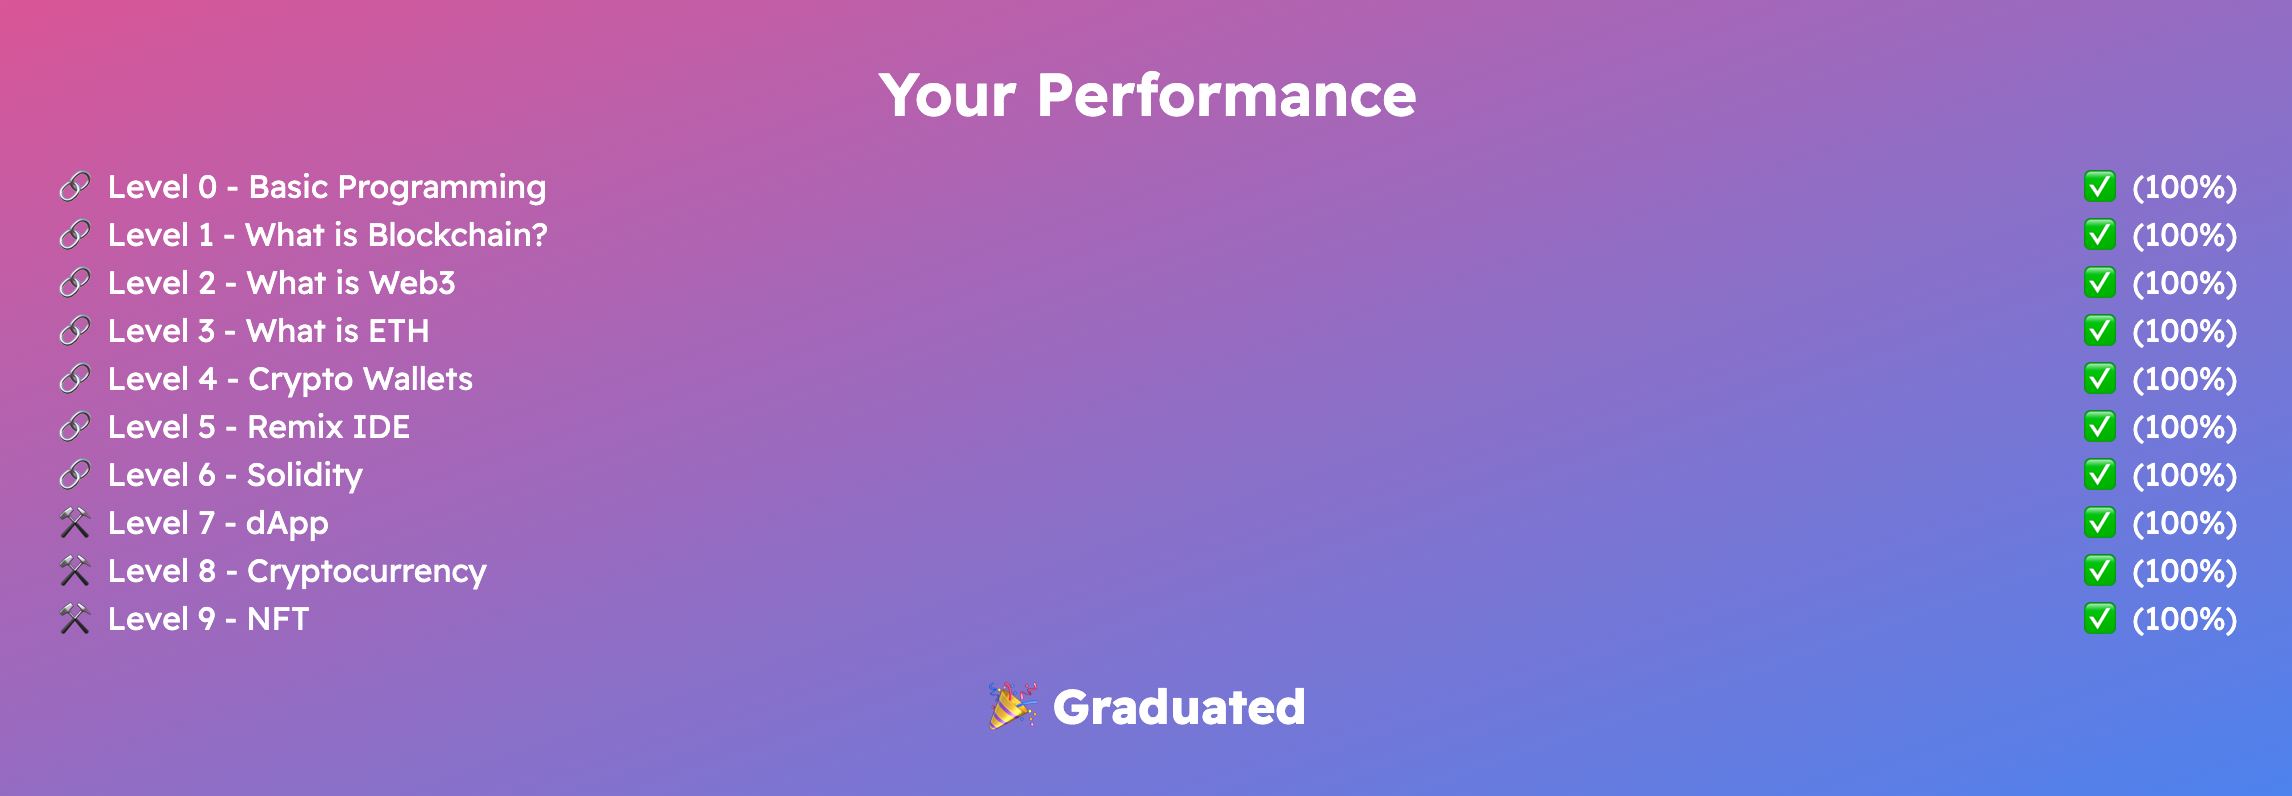 Your Performance
🔗 Level 0 - Basic Programming ✅ (100%)
🔗 Level 1 - What is Blockchain? ✅ (100%)
🔗 Level 2 - What is Web3 ✅ (100%)
🔗 Level 3 - What is ETH ✅ (100%)
🔗 Level 4 - Crypto Wallets ✅ (100%)
🔗 Level 5 - Remix IDE ✅ (100%)
🔗 Level 6 - Solidity ✅ (100%)
⚒️ Level 7 - dApp ✅ (100%)
⚒️ Level 8 - Cryptocurrency ✅ (100%)
⚒️ Level 9 - NFT ✅ (100%)
🎉 Graduated